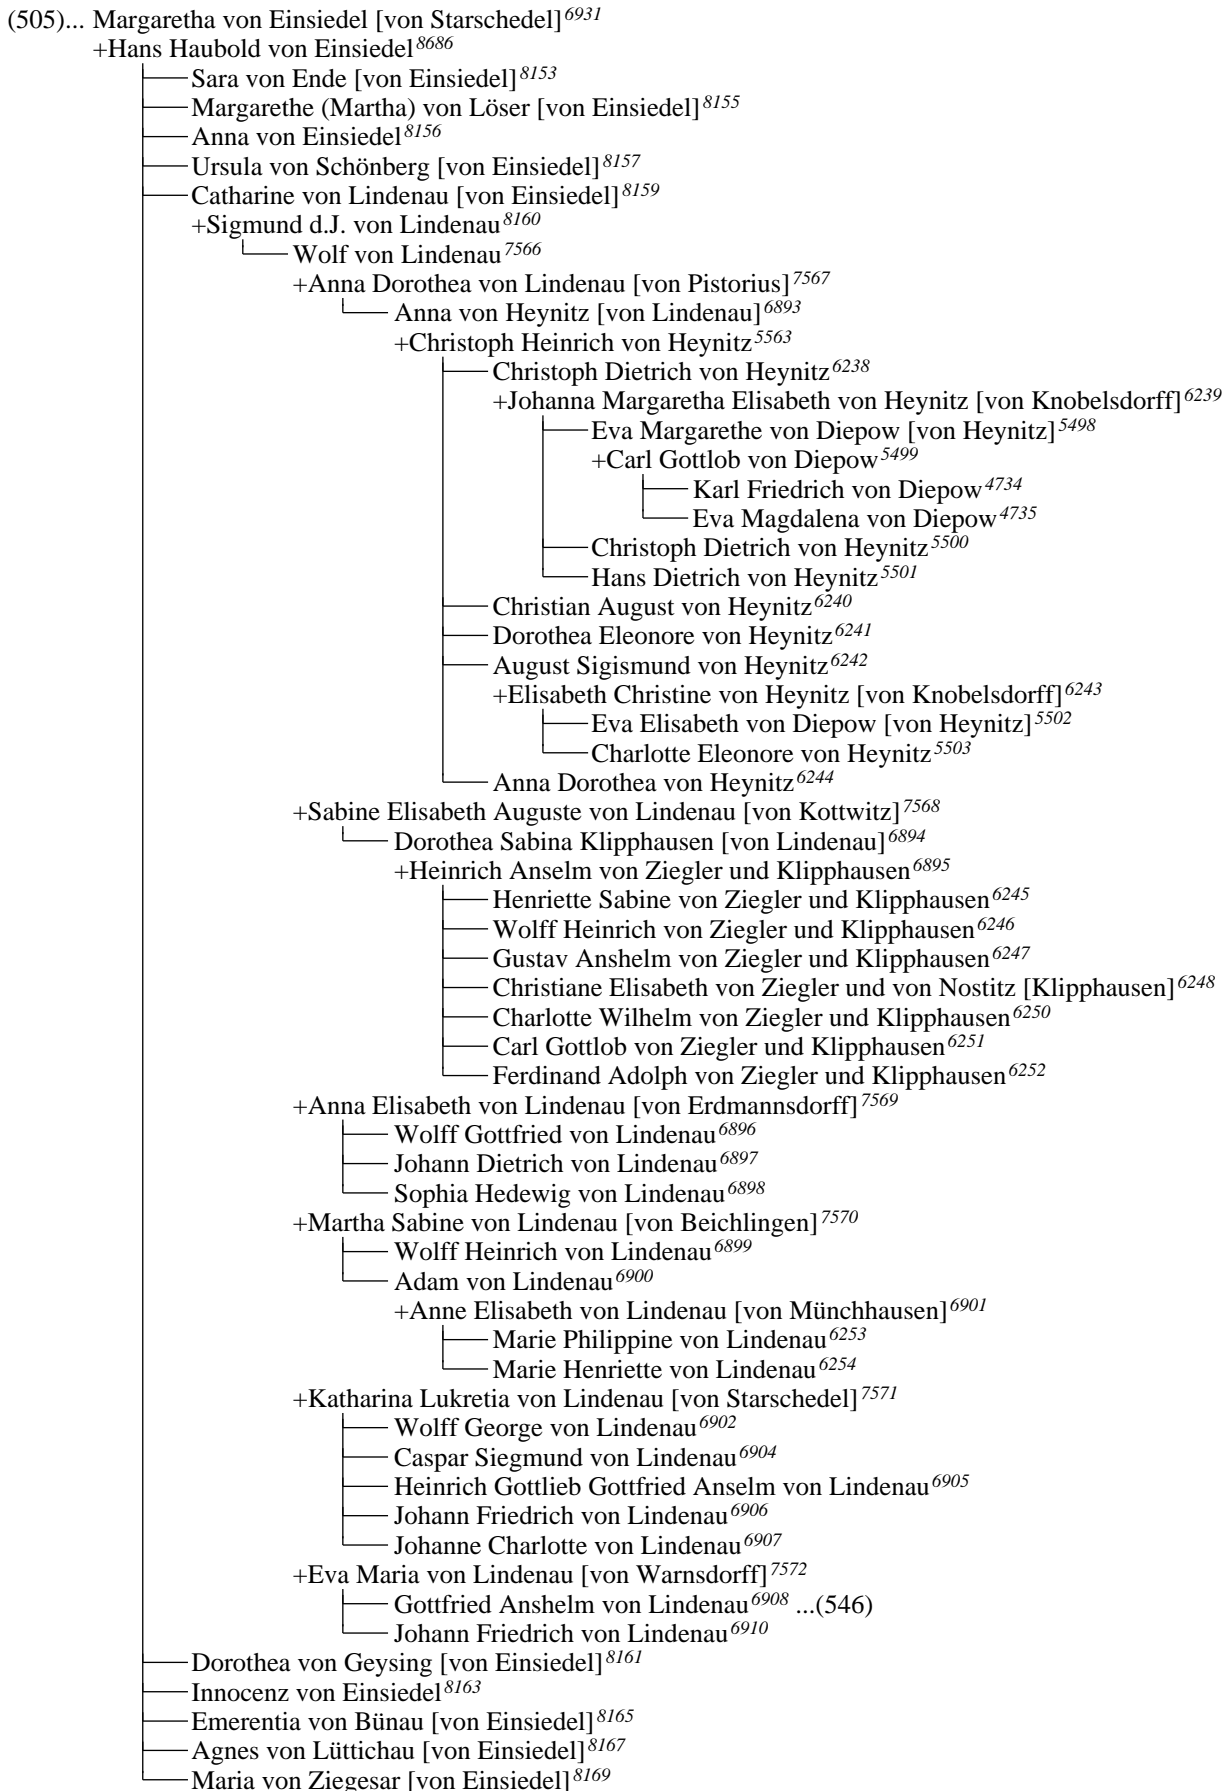 (505)... Margaretha von Einsiedel [von Starschedel]6931
+Hans Haubold von Einsiedel8686
Sara von Ende [von Einsiedel]8153
Margarethe (Martha) von Löser [von Einsiedel]8155
Anna von Einsiedel8156
Ursula von Schönberg [von Einsiedel]8157
Catharine von Lindenau [von Einsiedel]8159
+Sigmund d.J. von Lindenau8160
Wolf von Lindenau7566
+Anna Dorothea von Lindenau [von Pistorius]7567
Anna von Heynitz [von Lindenau]6893
+Christoph Heinrich von Heynitz5563
Christoph Dietrich von Heynitz6238
+Johanna Margaretha Elisabeth von Heynitz [von Knobelsdorff]6239
Eva Margarethe von Diepow [von Heynitz]5498
+Carl Gottlob von Diepow5499
Karl Friedrich von Diepow4734
Eva Magdalena von Diepow4735
Christoph Dietrich von Heynitz5500
Hans Dietrich von Heynitz5501
Christian August von Heynitz6240
Dorothea Eleonore von Heynitz6241
August Sigismund von Heynitz6242
+Elisabeth Christine von Heynitz [von Knobelsdorff]6243
Eva Elisabeth von Diepow [von Heynitz]5502
Charlotte Eleonore von Heynitz5503
Anna Dorothea von Heynitz6244
+Sabine Elisabeth Auguste von Lindenau [von Kottwitz]7568
Dorothea Sabina Klipphausen [von Lindenau]6894
+Heinrich Anselm von Ziegler und Klipphausen6895
Henriette Sabine von Ziegler und Klipphausen6245
Wolff Heinrich von Ziegler und Klipphausen6246
Gustav Anshelm von Ziegler und Klipphausen6247
Christiane Elisabeth von Ziegler und von Nostitz [Klipphausen]6248
Charlotte Wilhelm von Ziegler und Klipphausen6250
Carl Gottlob von Ziegler und Klipphausen6251
Ferdinand Adolph von Ziegler und Klipphausen6252
+Anna Elisabeth von Lindenau [von Erdmannsdorff]7569
Wolff Gottfried von Lindenau6896
Johann Dietrich von Lindenau6897
Sophia Hedewig von Lindenau6898
+Martha Sabine von Lindenau [von Beichlingen]7570
Wolff Heinrich von Lindenau6899
Adam von Lindenau6900
+Anne Elisabeth von Lindenau [von Münchhausen]6901
Marie Philippine von Lindenau6253
Marie Henriette von Lindenau6254
+Katharina Lukretia von Lindenau [von Starschedel]7571
Wolff George von Lindenau6902
Caspar Siegmund von Lindenau6904
Heinrich Gottlieb Gottfried Anselm von Lindenau6905
Johann Friedrich von Lindenau6906
Johanne Charlotte von Lindenau6907
+Eva Maria von Lindenau [von Warnsdorff]7572
Gottfried Anshelm von Lindenau6908 ...(546)
Johann Friedrich von Lindenau6910
Dorothea von Geysing [von Einsiedel]8161
Innocenz von Einsiedel8163
Emerentia von Bünau [von Einsiedel]8165
Agnes von Lüttichau [von Einsiedel]8167
Maria von Ziegesar [von Einsiedel]8169